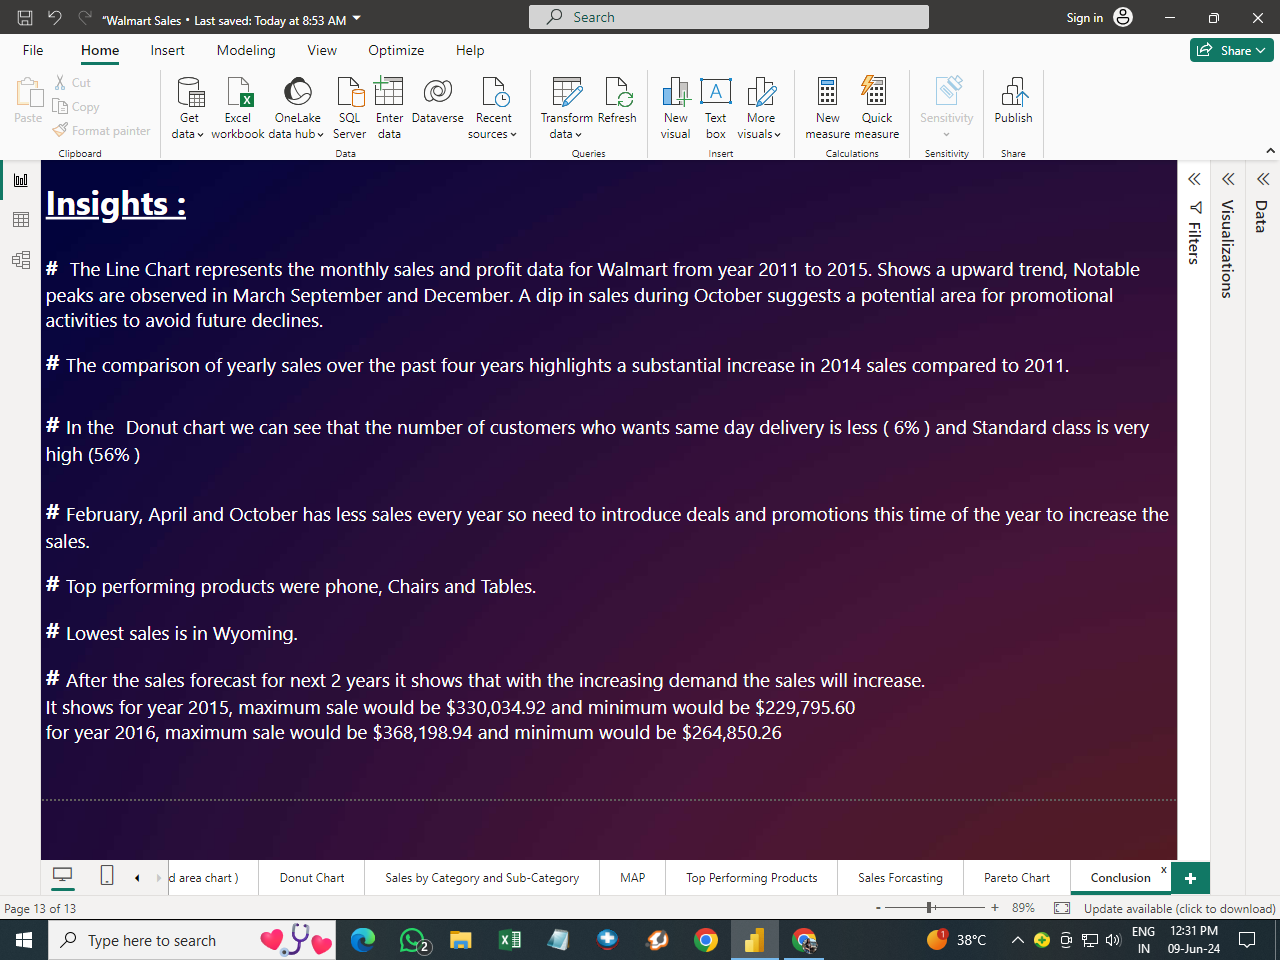 "Walmart Sales • Last saved: Today at 8:53 AM
Search
Sign in
File Home Insert Modeling View Optimize Help
Share
Paste
Cut
Copy
Format painter
Clipboard
Get data
Excel workbook
OneLake data hub
SQL Server
Enter data
Dataverse
Recent sources
Data
Transform data
Refresh
Queries
New visual
Text box
More visuals
Insert
New measure
Quick measure
Calculations
Sensitivity
Sensitivity
Publish
Share
Insights :
# The Line Chart represents the monthly sales and profit data for Walmart from year 2011 to 2015. Shows a upward trend, Notable
peaks are observed in March September and December. A dip in sales during October suggests a potential area for promotional
activities to avoid future declines.
# The comparison of yearly sales over the past four years highlights a substantial increase in 2014 sales compared to 2011.
# In the Donut chart we can see that the number of customers who wants same day delivery is less ( 6% ) and Standard class is very
high (56% )
# February, April and October has less sales every year so need to introduce deals and promotions this time of the year to increase the
sales.
# Top performing products were phone, Chairs and Tables.
# Lowest sales is in Wyoming.
# After the sales forecast for next 2 years it shows that with the increasing demand the sales will increase.
It shows for year 2015, maximum sale would be $330,034.92 and minimum would be $229,795.60
for year 2016, maximum sale would be $368,198.94 and minimum would be $264,850.26
Filters
Visualizations
Data
d area chart ) Donut Chart Sales by Category and Sub-Category MAP Top Performing Products Sales Forcasting Pareto Chart Conclusion x +
Page 13 of 13
- + 89%
Update available (click to download)
Type here to search
2
1
38°C
ENG
IN
12:31 PM
09-Jun-24